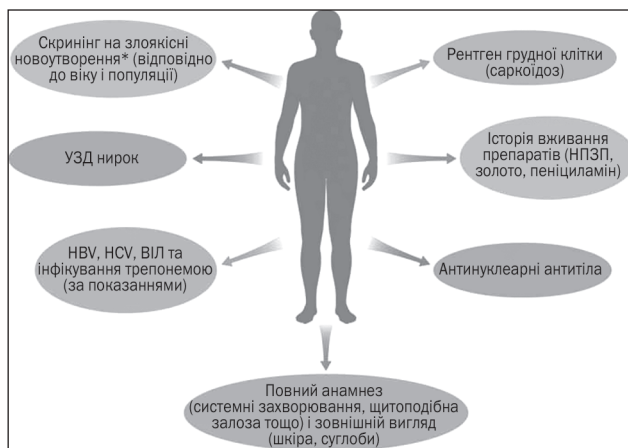 Скринінг на злоякісні
новоутворення* (відповідно
до віку і популяції)
Рентген грудної клітки
(саркоїдоз)
УЗД нирок
Історія вживання
препаратів (НПЗП,
золото, пеніциламін)
HBV, HCV, ВІЛ та
інфікування трепонемою
(за показаннями)
Антинуклеарні антитіла
Повний анамнез
(системні захворювання, щитоподібна
залоза тощо) і зовнішній вигляд
(шкіра, суглоби)